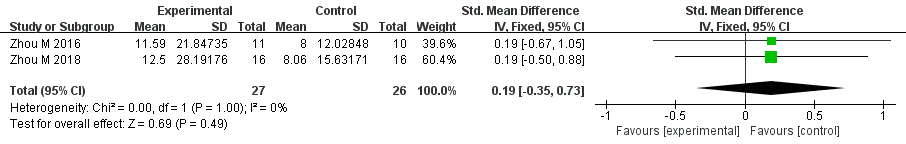 Experimental Control Std. Mean Difference Std. Mean Difference
Study or Subgroup Mean SD Total Mean SD Total Weight IV, Fixed, 95% CI IV, Fixed, 95% CI
Zhou M 2016 11.59 21.84735 11 8 12.02848 10 39.6% 0.19 [-0.67, 1.05]
Zhou M 2018 12.5 28.19176 16 8.06 15.63171 16 60.4% 0.19 [-0.50, 0.88]
Total (95% CI) 27 26 100.0% 0.19 [-0.35, 0.73]
Heterogeneity: Chi² = 0.00, df = 1 (P = 1.00); I² = 0%
Test for overall effect: Z = 0.69 (P = 0.49)
-1 -0.5 0 0.5 1
Favours [experimental] Favours [control]